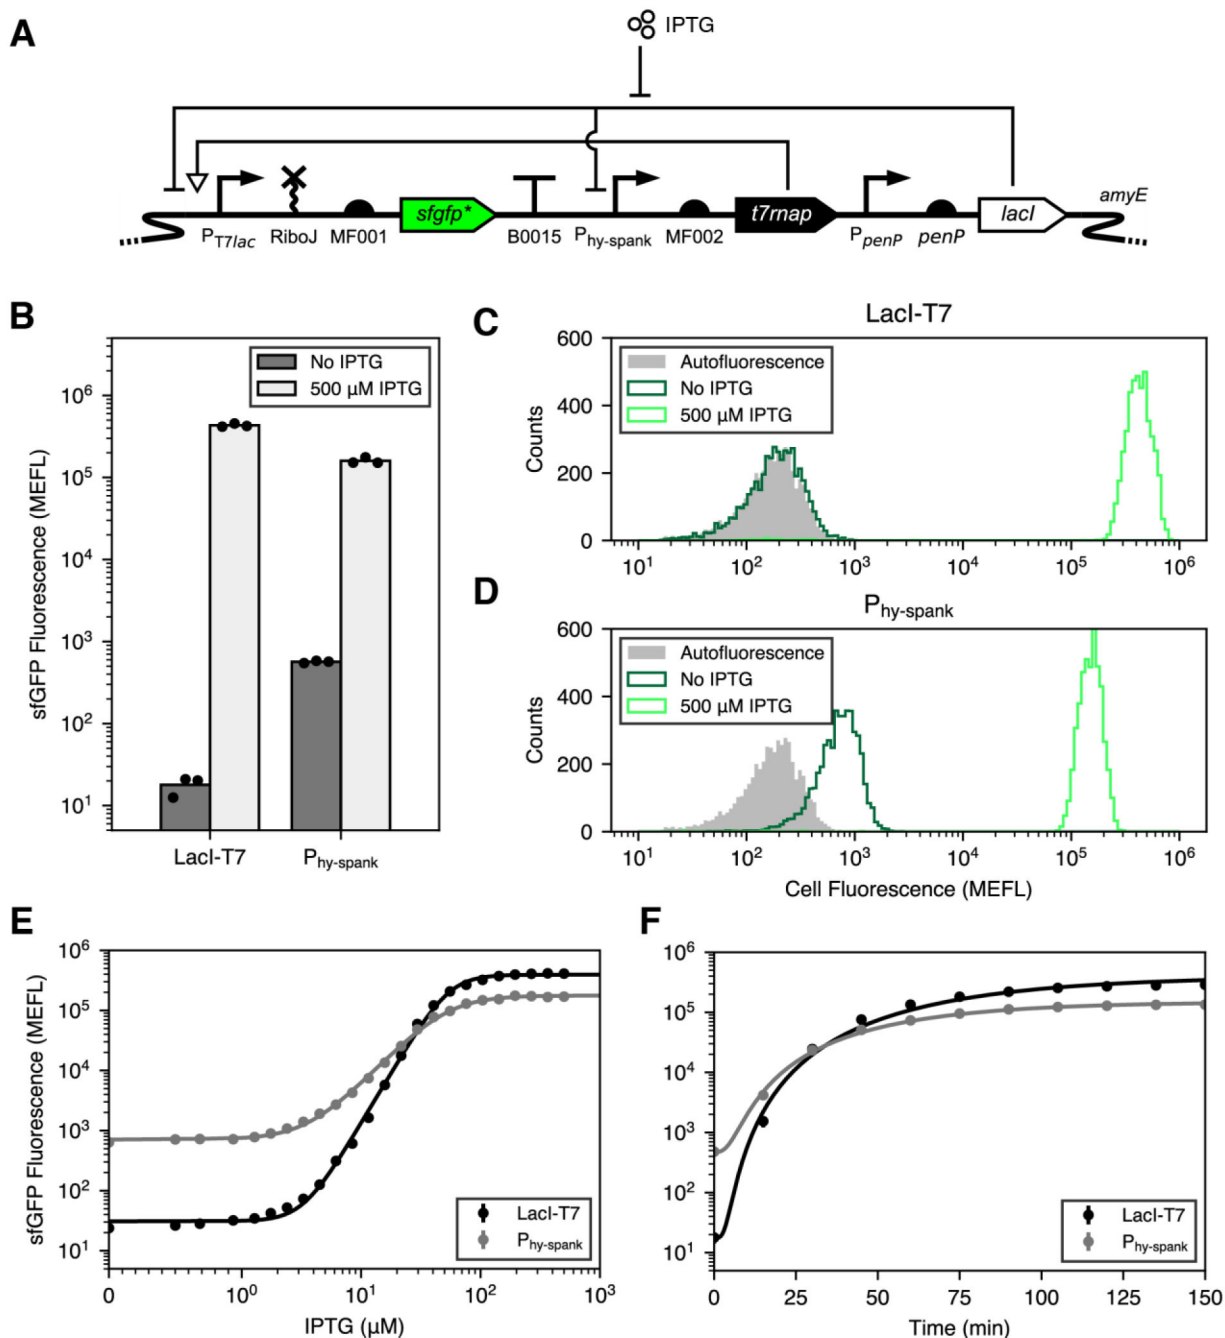 A
IPTG
P_T7lac RiboJ MF001 sfgfp* B0015 P_hy-spank MF002 t7rnap P_penP penP lacI amyE
B
sfGFP Fluorescence (MEFL)
10^6
10^5
10^4
10^3
10^2
10^1
No IPTG
500 µM IPTG
LacI-T7 P_hy-spank
C
LacI-T7
Counts
600
400
200
0
Autofluorescence
No IPTG
500 µM IPTG
10^1 10^2 10^3 10^4 10^5 10^6
D
P_hy-spank
Counts
600
400
200
0
Autofluorescence
No IPTG
500 µM IPTG
10^1 10^2 10^3 10^4 10^5 10^6
Cell Fluorescence (MEFL)
E
sfGFP Fluorescence (MEFL)
10^6
10^5
10^4
10^3
10^2
10^1
LacI-T7
P_hy-spank
0 10^0 10^1 10^2 10^3
IPTG (µM)
F
10^6
10^5
10^4
10^3
10^2
10^1
LacI-T7
P_hy-spank
0 25 50 75 100 125 150
Time (min)